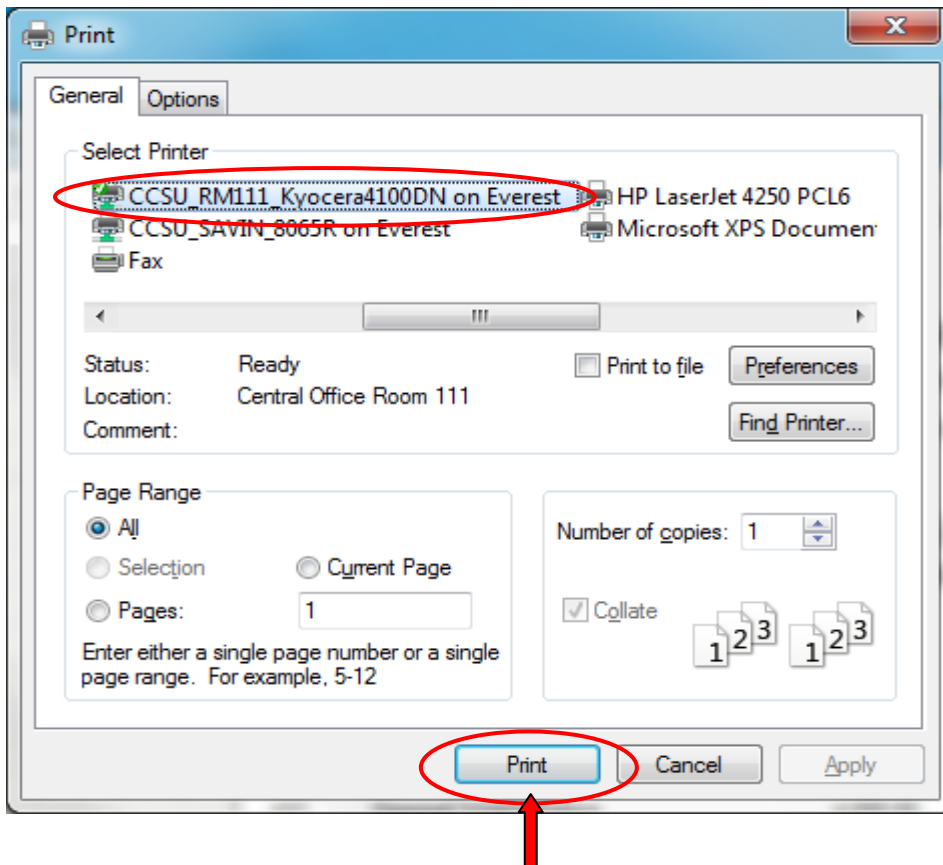 Print
X
General Options
Select Printer
CCSU_RM111_Kyocera4100DN on Everest HP LaserJet 4250 PCL6
CCSU_SAVIN_8065R on Everest Microsoft XPS Documen
Fax
Status: Ready Print to file Preferences
Location: Central Office Room 111
Comment: Find Printer...
Page Range
All Number of copies: 1
Selection Current Page
Pages: 1 Collate 1 2 3 1 2 3
Enter either a single page number or a single
page range. For example, 5-12
Print Cancel Apply